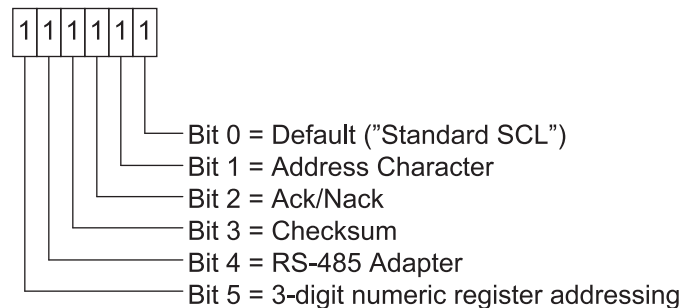 1 1 1 1 1 1
Bit 0 = Default (”Standard SCL”)
Bit 1 = Address Character
Bit 2 = Ack/Nack
Bit 3 = Checksum
Bit 4 = RS-485 Adapter
Bit 5 = 3-digit numeric register addressing